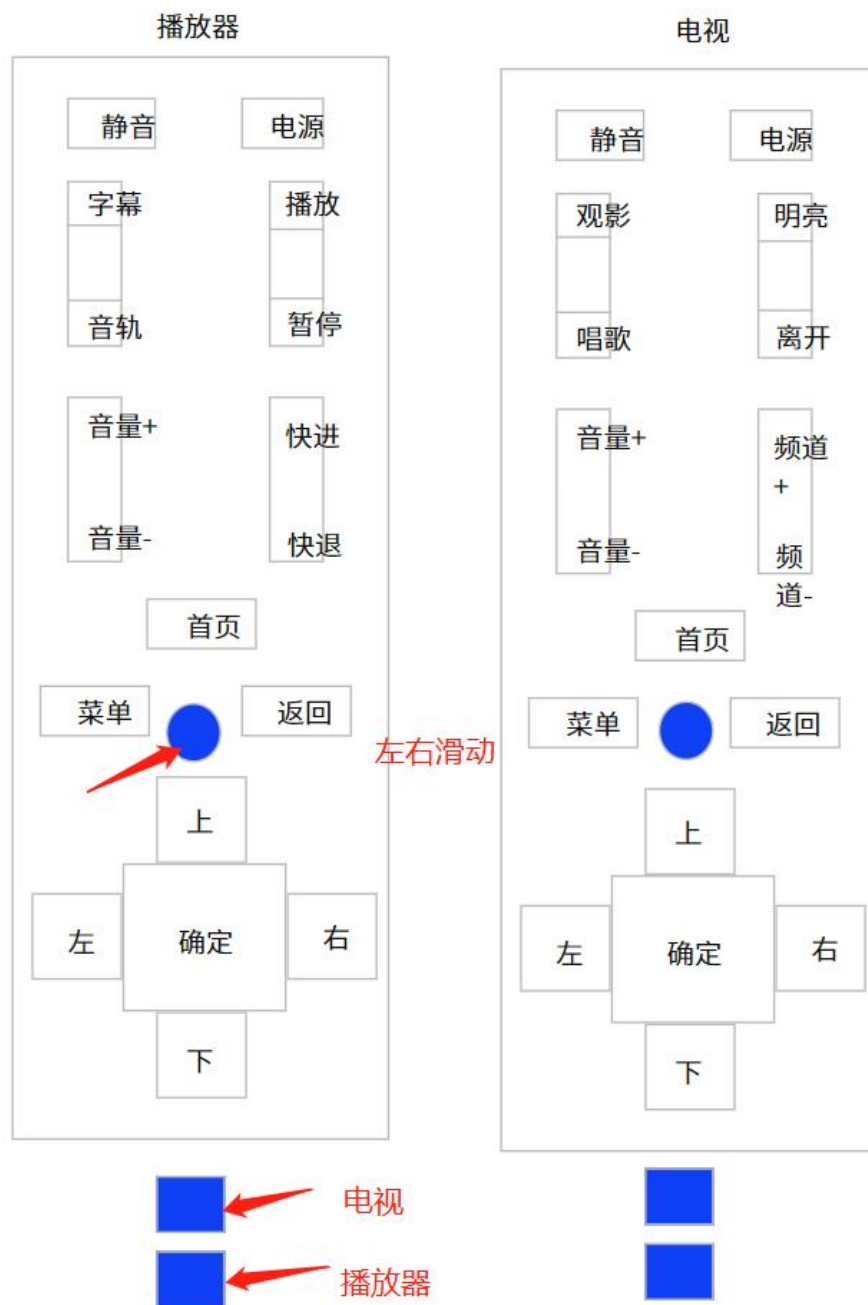 播放器
静音 电源
字幕 播放
音轨 暂停
音量+ 快进
音量- 快退
首页
菜单 返回
上
左 确定 右
下
电视
播放器
左右滑动
电视
静音 电源
观影 明亮
唱歌 离开
音量+ 频道
+
音量- 频
道-
首页
菜单 返回
上
左 确定 右
下